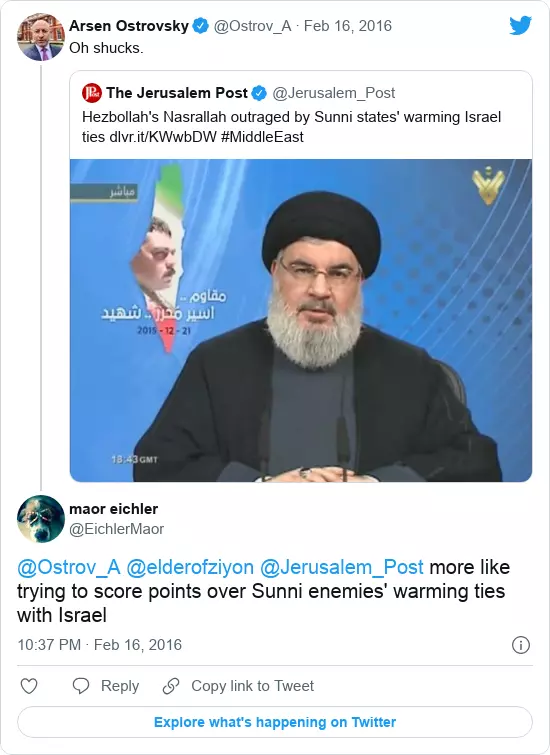 Arsen Ostrovsky @Ostrov_A · Feb 16, 2016
Oh shucks.
The Jerusalem Post @Jerusalem_Post
Hezbollah's Nasrallah outraged by Sunni states' warming Israel
ties dlvr.it/KWwbDW #MiddleEast
مباشر
مقاوم ..
أسير محرر .. شهيد
2015 - 12 - 21
18:43 GMT
maor eichler
@EichlerMaor
@Ostrov_A @elderofziyon @Jerusalem_Post more like
trying to score points over Sunni enemies' warming ties
with Israel
10:37 PM · Feb 16, 2016
Reply
Copy link to Tweet
Explore what's happening on Twitter